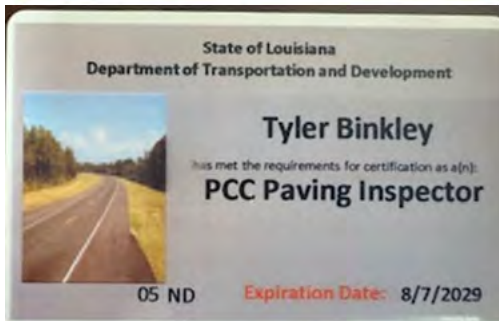 State of Louisiana
Department of Transportation and Development
Tyler Binkley
has met the requirements for certification as a(n):
PCC Paving Inspector
05 ND
Expiration Date: 8/7/2029